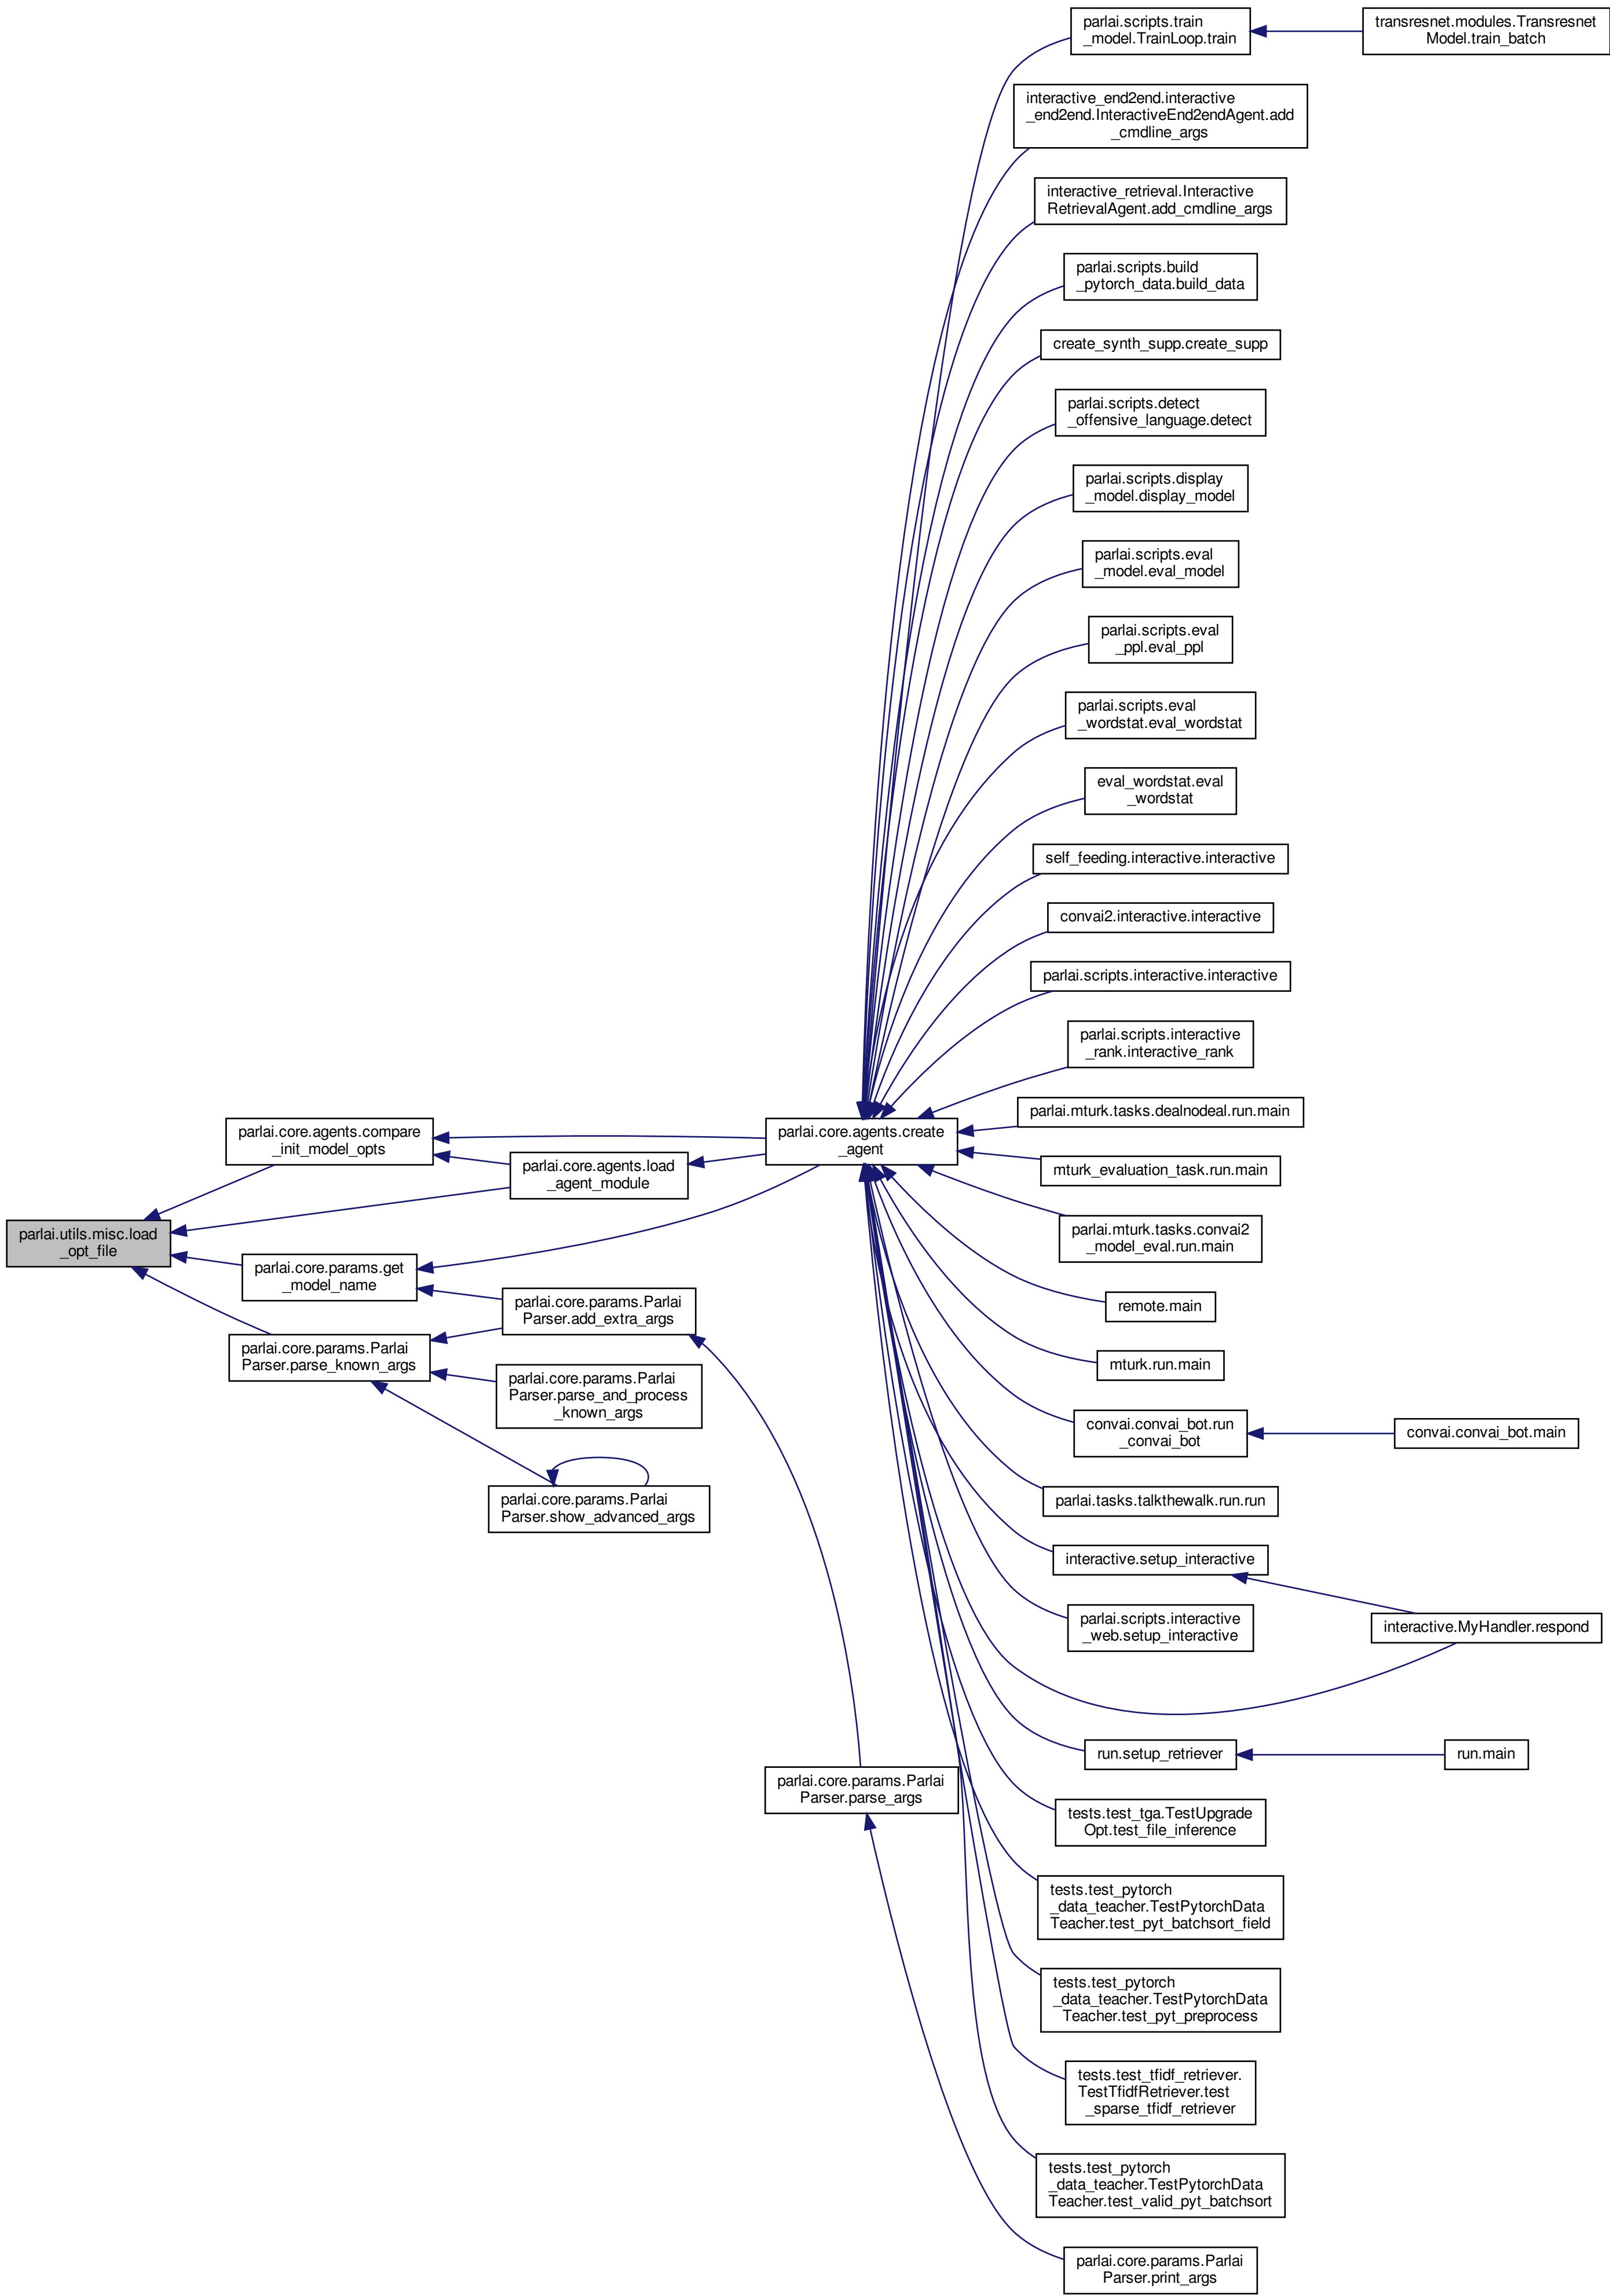 parlai.scripts.train
_model.TrainLoop.train
transresnet.modules.Transresnet
Model.train_batch
interactive_end2end.interactive
_end2end.InteractiveEnd2endAgent.add
_cmdline_args
interactive_retrieval.Interactive
RetrievalAgent.add_cmdline_args
parlai.scripts.build
_pytorch_data.build_data
create_synth_supp.create_supp
parlai.scripts.detect
_offensive_language.detect
parlai.scripts.display
_model.display_model
parlai.scripts.eval
_model.eval_model
parlai.scripts.eval
_ppl.eval_ppl
parlai.scripts.eval
_wordstat.eval_wordstat
eval_wordstat.eval
_wordstat
self_feeding.interactive.interactive
convai2.interactive.interactive
parlai.scripts.interactive.interactive
parlai.scripts.interactive
_rank.interactive_rank
parlai.mturk.tasks.dealnodeal.run.main
parlai.core.agents.compare
_init_model_opts
parlai.core.agents.create
_agent
parlai.core.agents.load
_agent_module
mturk_evaluation_task.run.main
parlai.mturk.tasks.convai2
_model_eval.run.main
parlai.utils.misc.load
_opt_file
parlai.core.params.get
_model_name
parlai.core.params.Parlai
Parser.add_extra_args
remote.main
parlai.core.params.Parlai
Parser.parse_known_args
mturk.run.main
parlai.core.params.Parlai
Parser.parse_and_process
_known_args
convai.convai_bot.run
_convai_bot
convai.convai_bot.main
parlai.core.params.Parlai
Parser.show_advanced_args
parlai.tasks.talkthewalk.run.run
interactive.setup_interactive
parlai.scripts.interactive
_web.setup_interactive
interactive.MyHandler.respond
run.setup_retriever
run.main
parlai.core.params.Parlai
Parser.parse_args
tests.test_tga.TestUpgrade
Opt.test_file_inference
tests.test_pytorch
_data_teacher.TestPytorchData
Teacher.test_pyt_batchsort_field
tests.test_pytorch
_data_teacher.TestPytorchData
Teacher.test_pyt_preprocess
tests.test_tfidf_retriever.
TestTfidfRetriever.test
_sparse_tfidf_retriever
tests.test_pytorch
_data_teacher.TestPytorchData
Teacher.test_valid_pyt_batchsort
parlai.core.params.Parlai
Parser.print_args